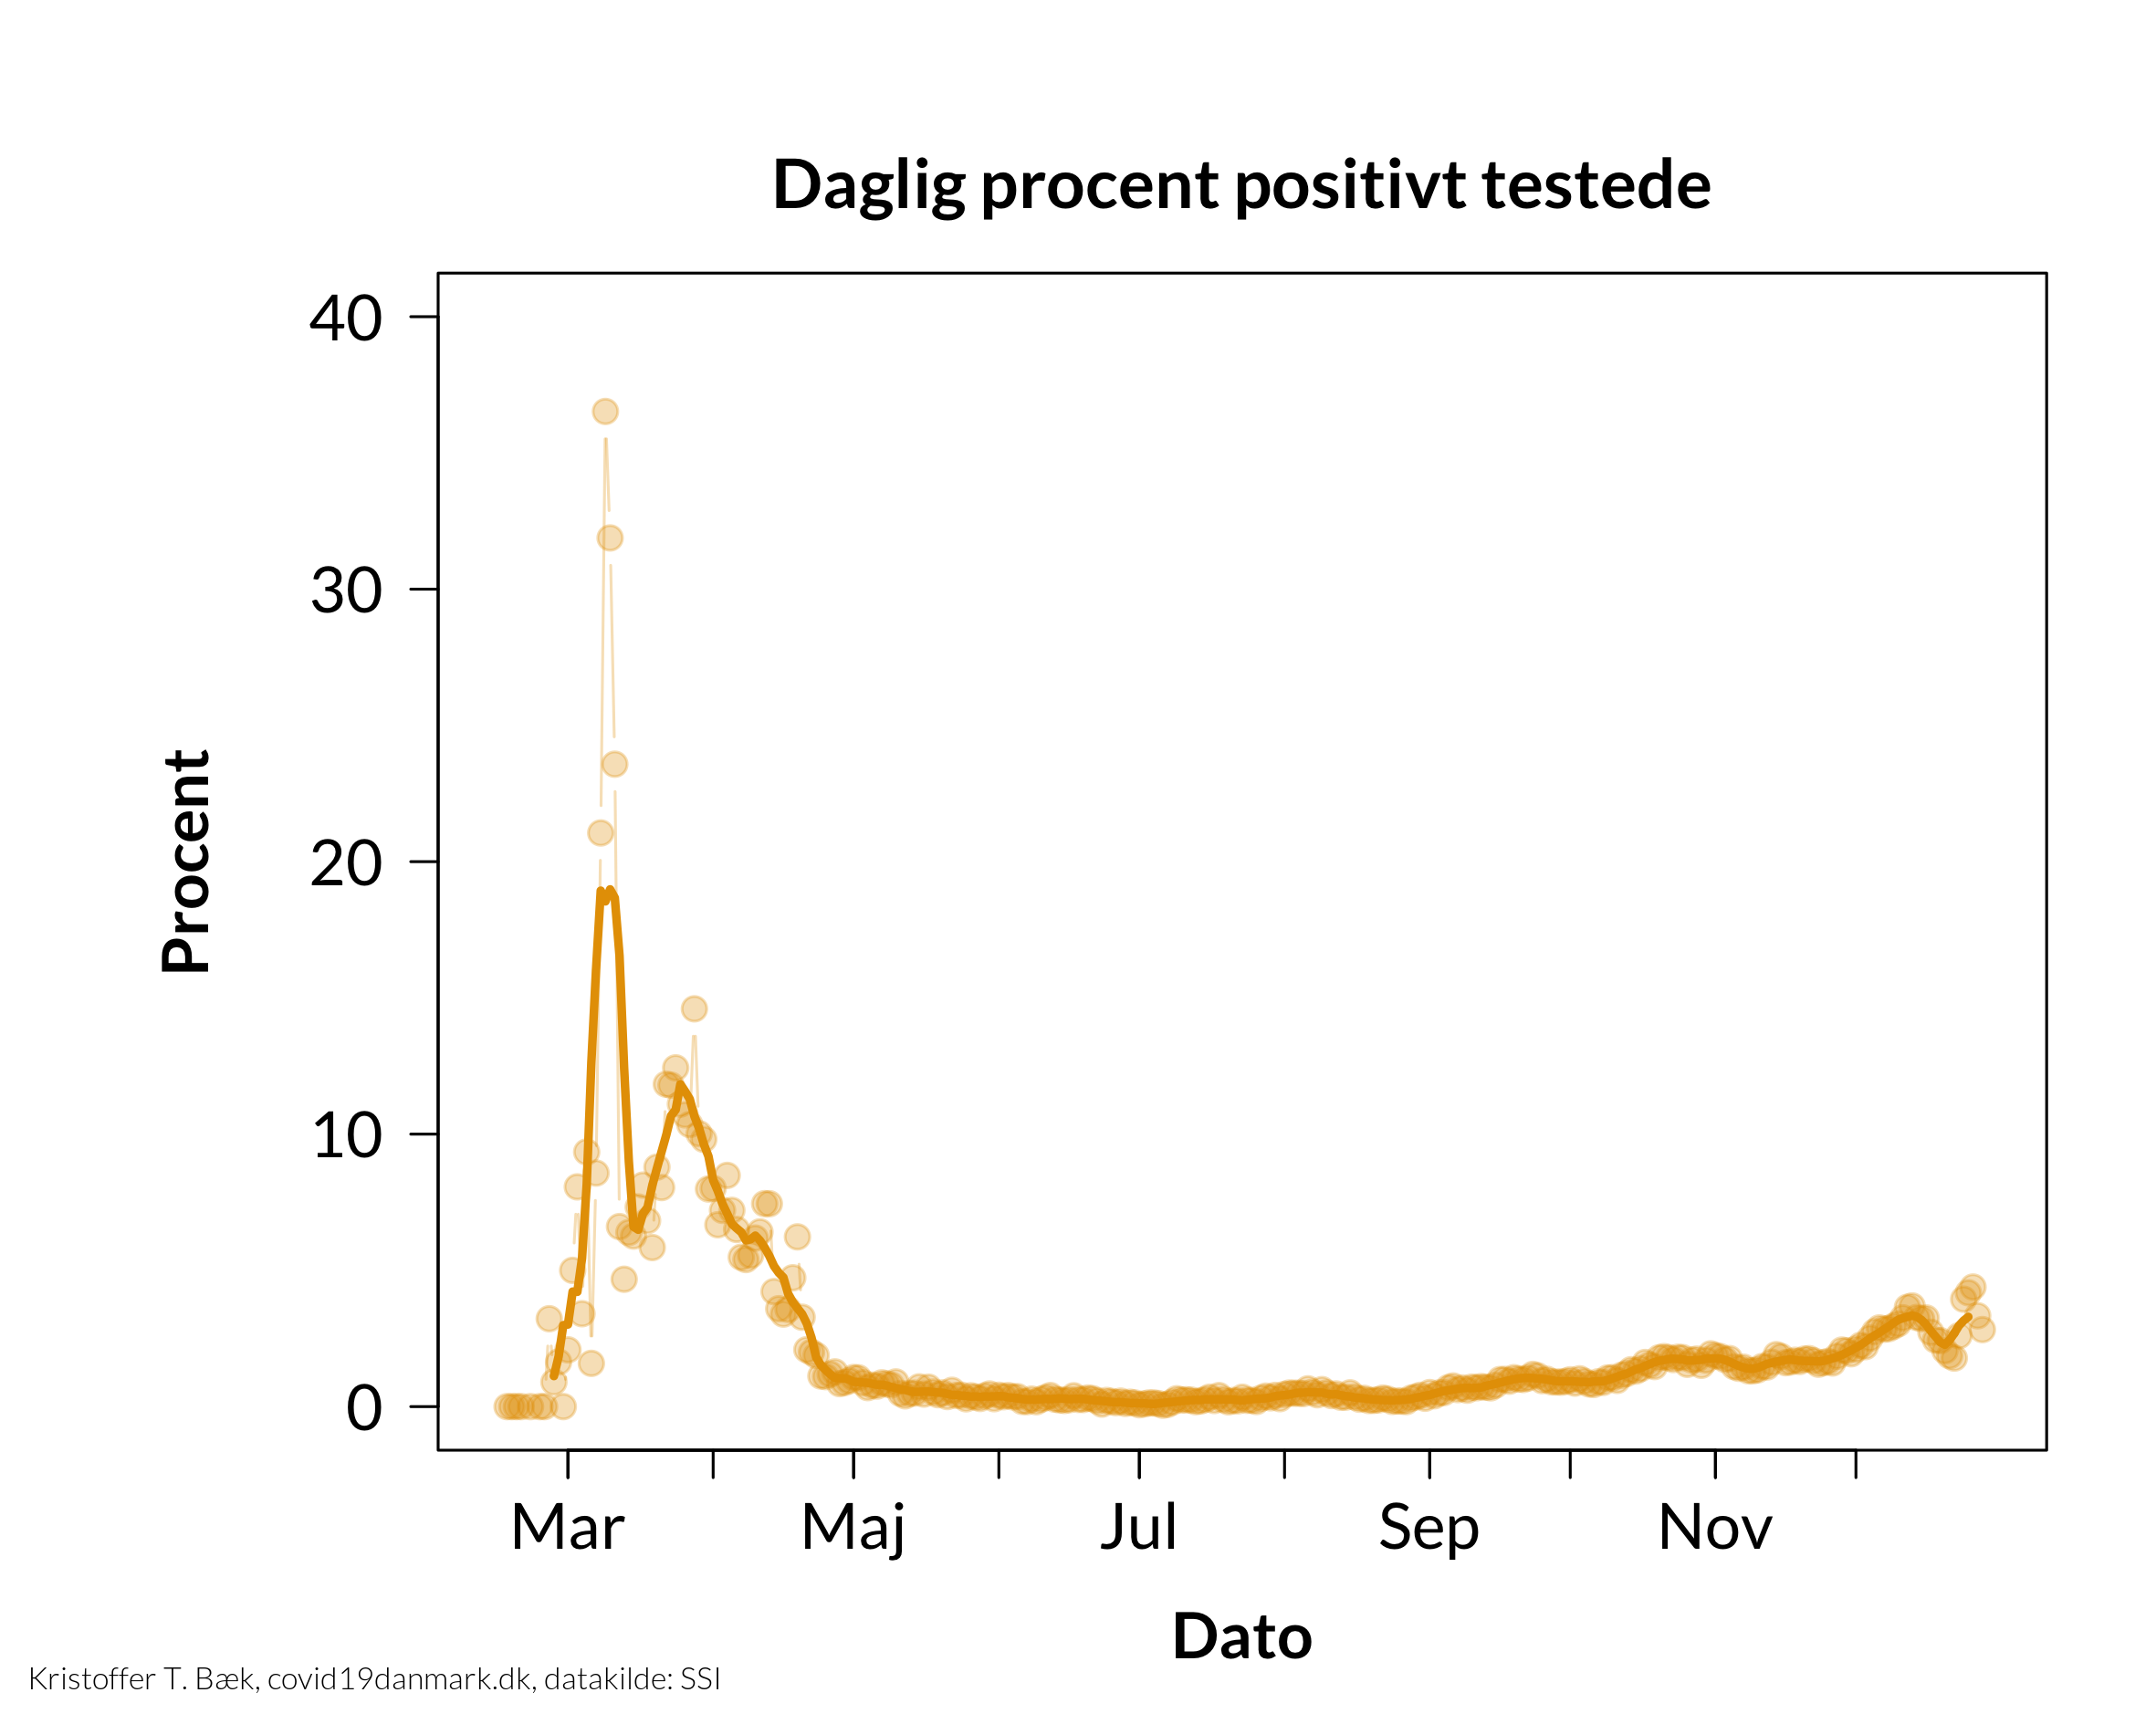 Daglig procent positivt testede
40
30
20
10
0
Procent
Mar
Maj
Jul
Sep
Nov
Dato
Kristoffer T. Bæk, covid19danmark.dk, datakilde: SSI